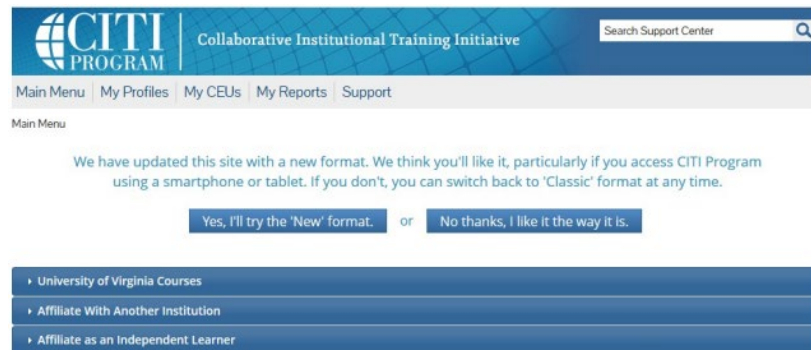 CITI PROGRAM
Collaborative Institutional Training Initiative
Search Support Center
Main Menu | My Profiles | My CEUs | My Reports | Support
Main Menu
We have updated this site with a new format. We think you'll like it, particularly if you access CITI Program
using a smartphone or tablet. If you don't, you can switch back to 'Classic' format at any time.
Yes, I'll try the 'New' format. or No thanks, I like it the way it is.
University of Virginia Courses
Affiliate With Another Institution
Affiliate as an Independent Learner